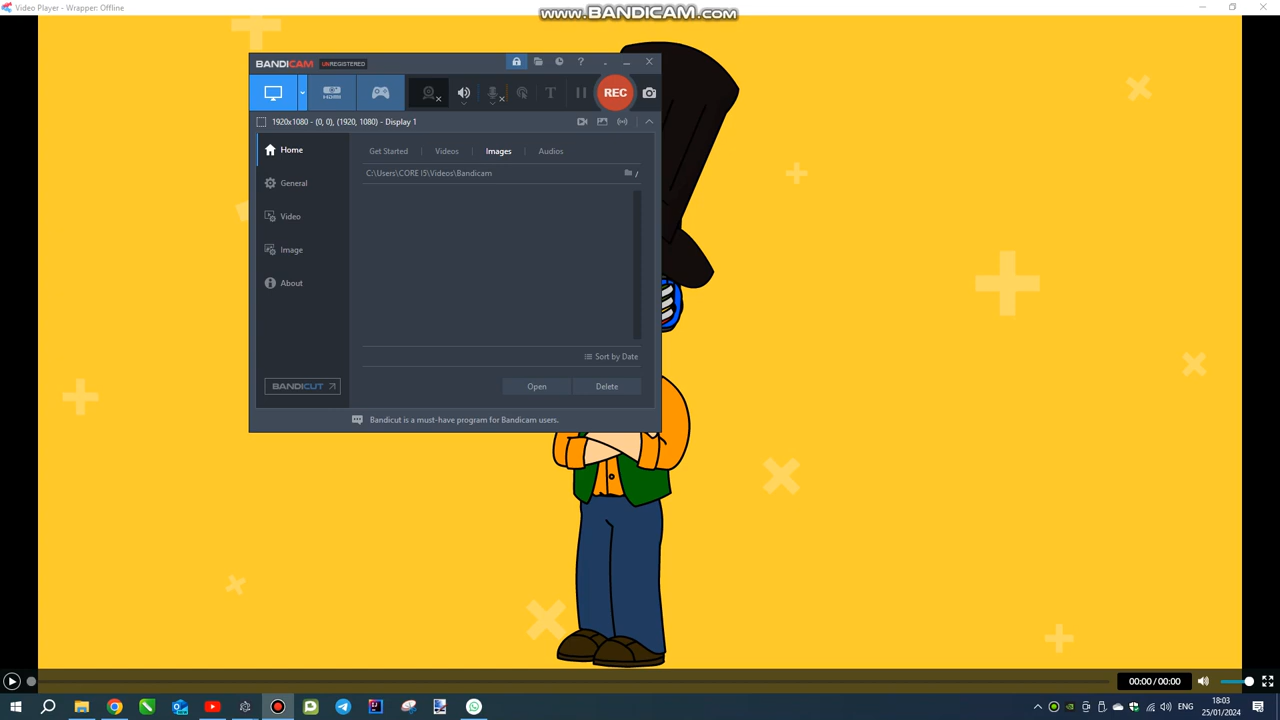 Video Player - Wrapper: Offline
www.BANDICAM.com
BANDICAM UNREGISTERED
HDMI
REC
1920x1080 - (0, 0), (1920, 1080) - Display 1
Home
General
Video
Image
About
BANDICUT
Get Started
Videos
Images
Audios
C:\Users\CORE I5\Videos\Bandicam
Sort by Date
Open
Delete
Bandicut is a must-have program for Bandicam users.
00:00 / 00:00
ENG
18:03
25/01/2024